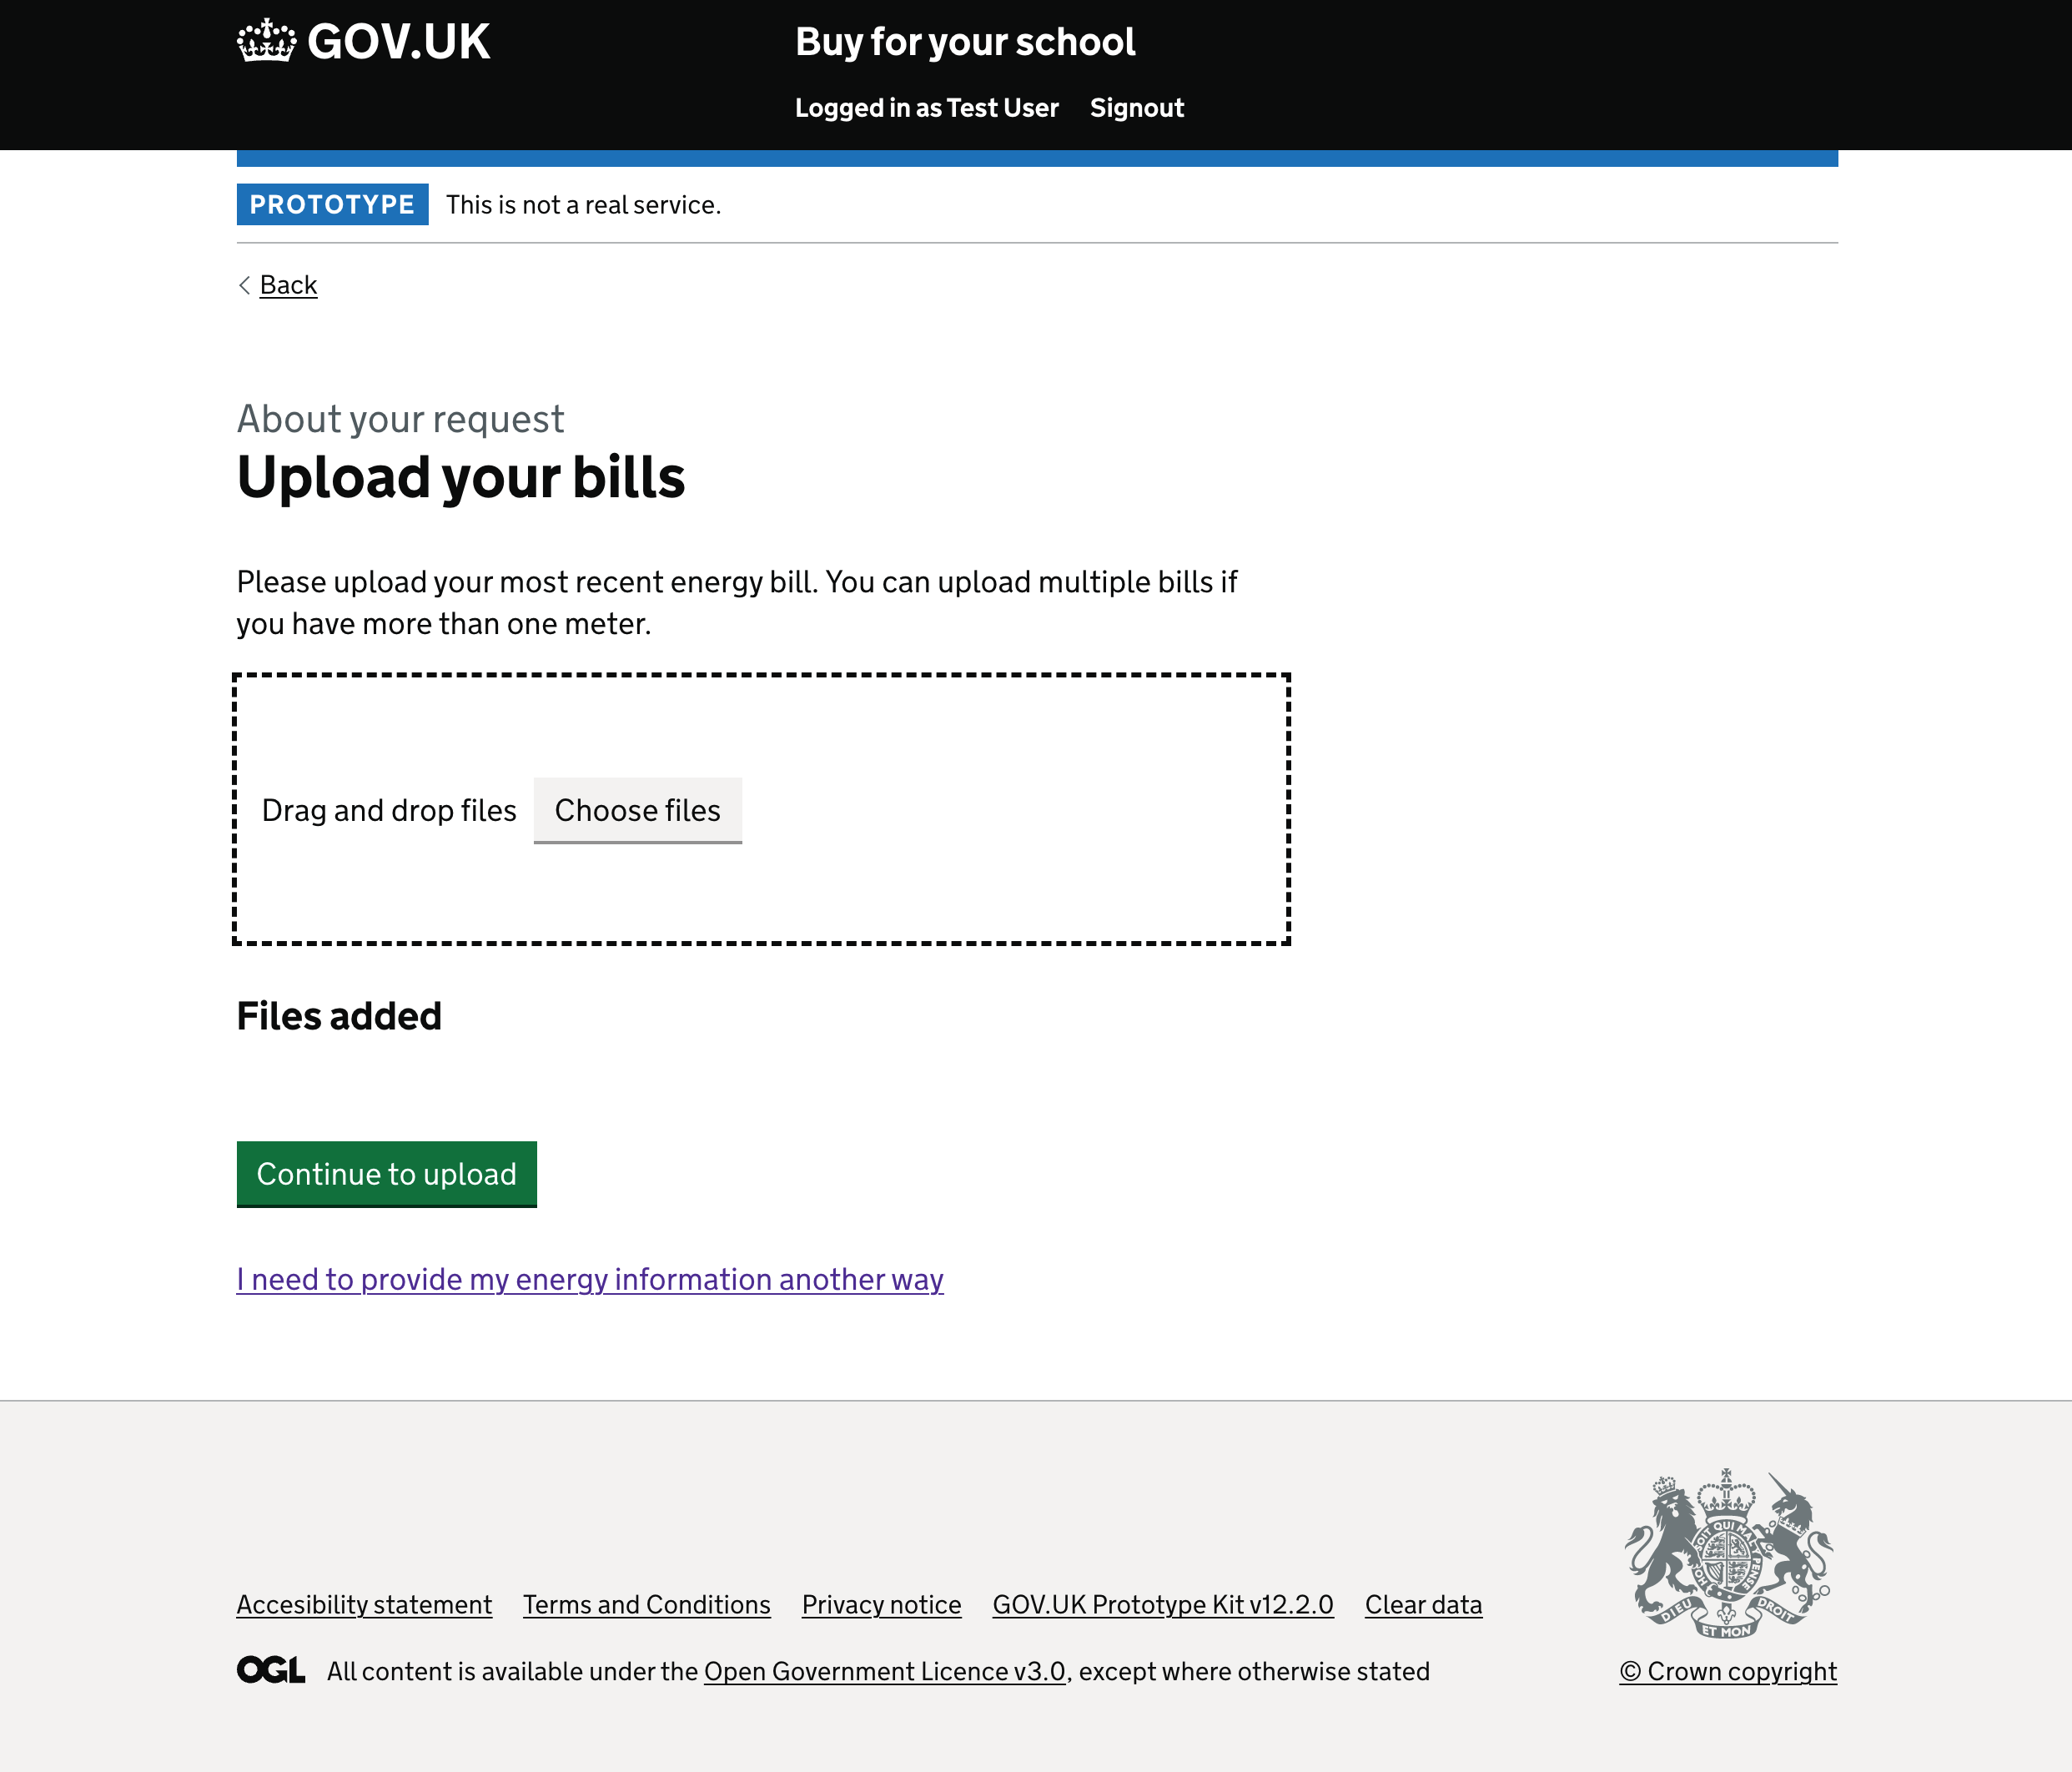 GOV.UK
Buy for your school
Logged in as Test User Signout
PROTOTYPE This is not a real service.
Back
About your request
Upload your bills
Please upload your most recent energy bill. You can upload multiple bills if
you have more than one meter.
Drag and drop files Choose files
Files added
Continue to upload
I need to provide my energy information another way
Accesibility statement Terms and Conditions Privacy notice GOV.UK Prototype Kit v12.2.0 Clear data
OGL All content is available under the Open Government Licence v3.0, except where otherwise stated
SOIT QUI MAL PENSE
DIEU ET MON DROIT
© Crown copyright